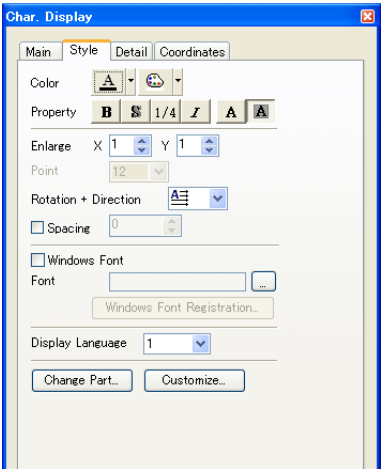 Char. Display
Main Style Detail Coordinates
Color A
Property B S 1/4 I A A
Enlarge X 1 Y 1
Point 12
Rotation + Direction A
Spacing 0
Windows Font
Font ...
Windows Font Registration...
Display Language 1
Change Part... Customize...